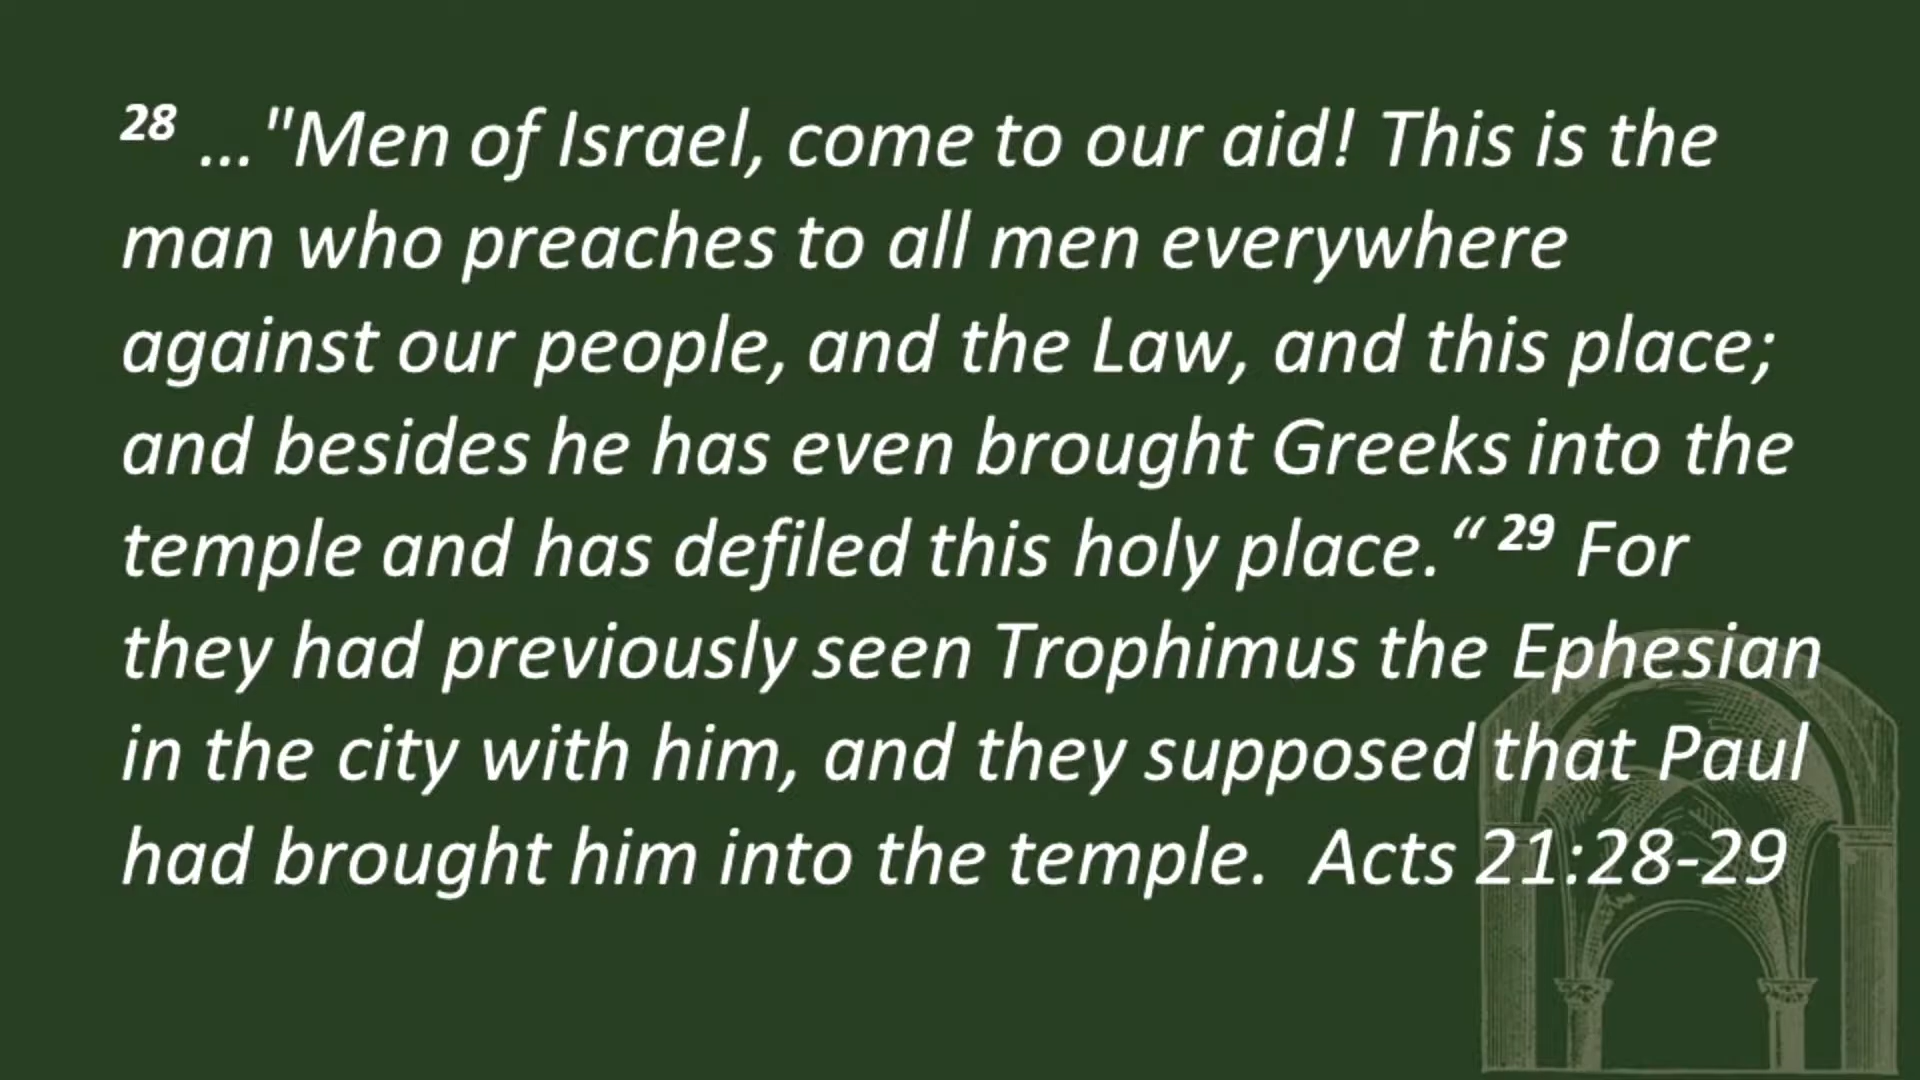 28 ..."Men of Israel, come to our aid! This is the
man who preaches to all men everywhere
against our people, and the Law, and this place;
and besides he has even brought Greeks into the
temple and has defiled this holy place.“ 29 For
they had previously seen Trophimus the Ephesian
in the city with him, and they supposed that Paul
had brought him into the temple.  Acts 21:28-29